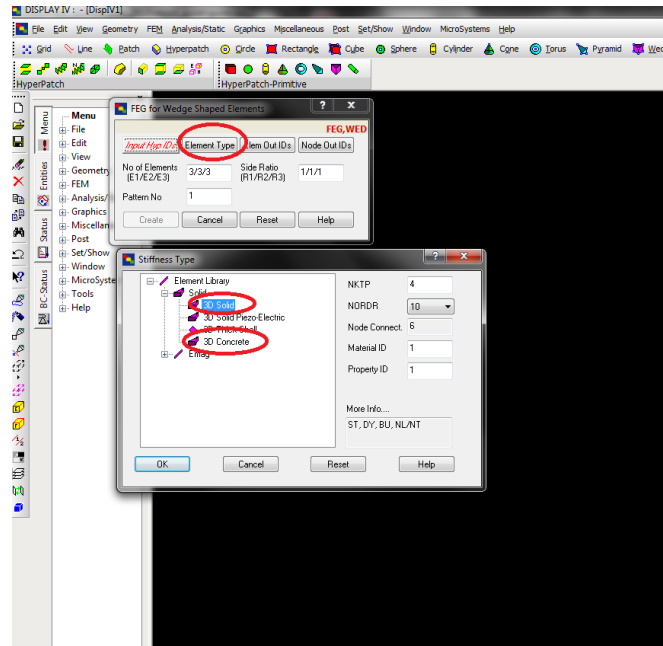 DISPLAY IV : - [DispIV1]
File Edit View Geometry FEM Analysis/Static Graphics Miscellaneous Post Set/Show Window MicroSystems Help
Grid Line Patch Hyperpatch Circle Rectangle Cube Sphere Cylinder Cone Torus Pyramid Wed
HyperPatch HyperPatch-Primitive
Menu
Entities
Status
BC-Status
Menu
File
Edit
View
Geometry
FEM
Analysis/
Graphics
Miscellan
Post
Set/Show
Window
MicroSyste
Tools
Help
FEG for Wedge Shaped Elements
FEG,WED
Input Hyp IDs Element Type Elem Out IDs Node Out IDs
No of Elements (E1/E2/E3) 3/3/3 Side Ratio (R1/R2/R3) 1/1/1
Pattern No 1
Create Cancel Reset Help
Stiffness Type
Element Library
Solid
3D Solid
3D Solid Piezo-Electric
3D Thick Shell
3D Concrete
Emag
NKTP 4
NORDR 10
Node Connect. 6
Material ID 1
Property ID 1
More Info....
ST, DY, BU, NL/NT
OK Cancel Reset Help